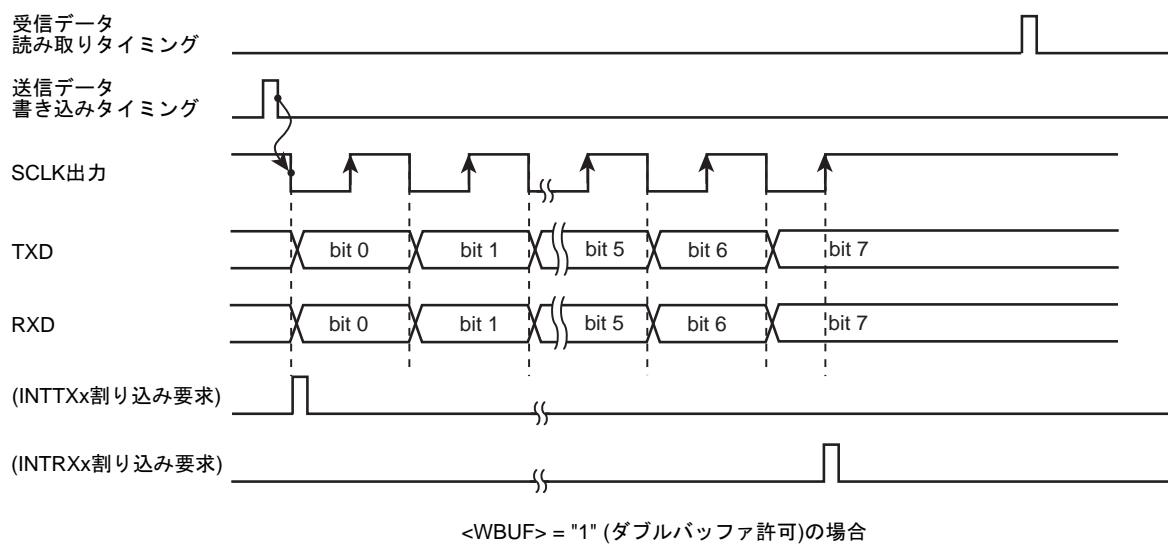 受信データ
読み取りタイミング
送信データ
書き込みタイミング
SCLK出力
TXD
bit 0
bit 1
bit 5
bit 6
bit 7
RXD
bit 0
bit 1
bit 5
bit 6
bit 7
(INTTXx割り込み要求)
(INTRXx割り込み要求)
<WBUF> = "1" (ダブルバッファ許可)の場合